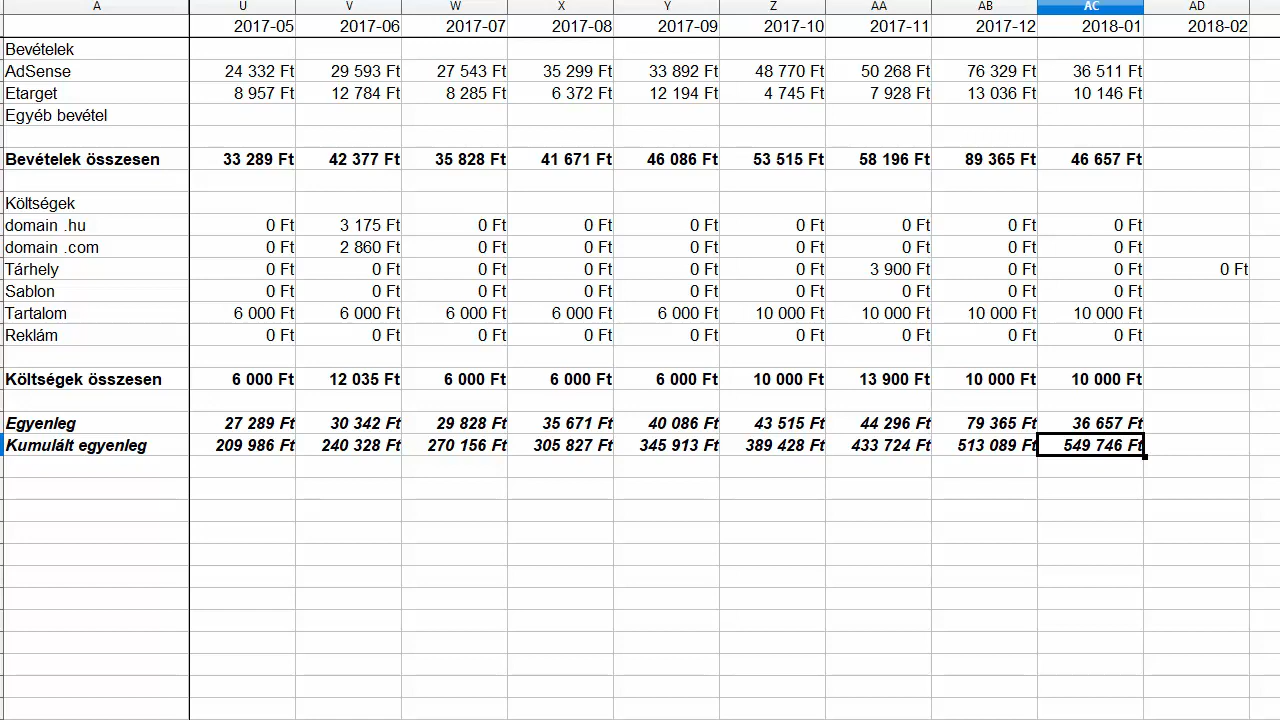 A U V W X Y Z AA AB AC AD
2017-05 2017-06 2017-07 2017-08 2017-09 2017-10 2017-11 2017-12 2018-01 2018-02
Bevételek
AdSense 24 332 Ft 29 593 Ft 27 543 Ft 35 299 Ft 33 892 Ft 48 770 Ft 50 268 Ft 76 329 Ft 36 511 Ft
Etarget 8 957 Ft 12 784 Ft 8 285 Ft 6 372 Ft 12 194 Ft 4 745 Ft 7 928 Ft 13 036 Ft 10 146 Ft
Egyéb bevétel
Bevételek összesen 33 289 Ft 42 377 Ft 35 828 Ft 41 671 Ft 46 086 Ft 53 515 Ft 58 196 Ft 89 365 Ft 46 657 Ft
Költségek
domain .hu 0 Ft 3 175 Ft 0 Ft 0 Ft 0 Ft 0 Ft 0 Ft 0 Ft 0 Ft
domain .com 0 Ft 2 860 Ft 0 Ft 0 Ft 0 Ft 0 Ft 0 Ft 0 Ft 0 Ft
Tárhely 0 Ft 0 Ft 0 Ft 0 Ft 0 Ft 0 Ft 3 900 Ft 0 Ft 0 Ft 0 Ft
Sablon 0 Ft 0 Ft 0 Ft 0 Ft 0 Ft 0 Ft 0 Ft 0 Ft 0 Ft
Tartalom 6 000 Ft 6 000 Ft 6 000 Ft 6 000 Ft 6 000 Ft 10 000 Ft 10 000 Ft 10 000 Ft 10 000 Ft
Reklám 0 Ft 0 Ft 0 Ft 0 Ft 0 Ft 0 Ft 0 Ft 0 Ft 0 Ft
Költségek összesen 6 000 Ft 12 035 Ft 6 000 Ft 6 000 Ft 6 000 Ft 10 000 Ft 13 900 Ft 10 000 Ft 10 000 Ft
Egyenleg 27 289 Ft 30 342 Ft 29 828 Ft 35 671 Ft 40 086 Ft 43 515 Ft 44 296 Ft 79 365 Ft 36 657 Ft
Kumulált egyenleg 209 986 Ft 240 328 Ft 270 156 Ft 305 827 Ft 345 913 Ft 389 428 Ft 433 724 Ft 513 089 Ft 549 746 Ft